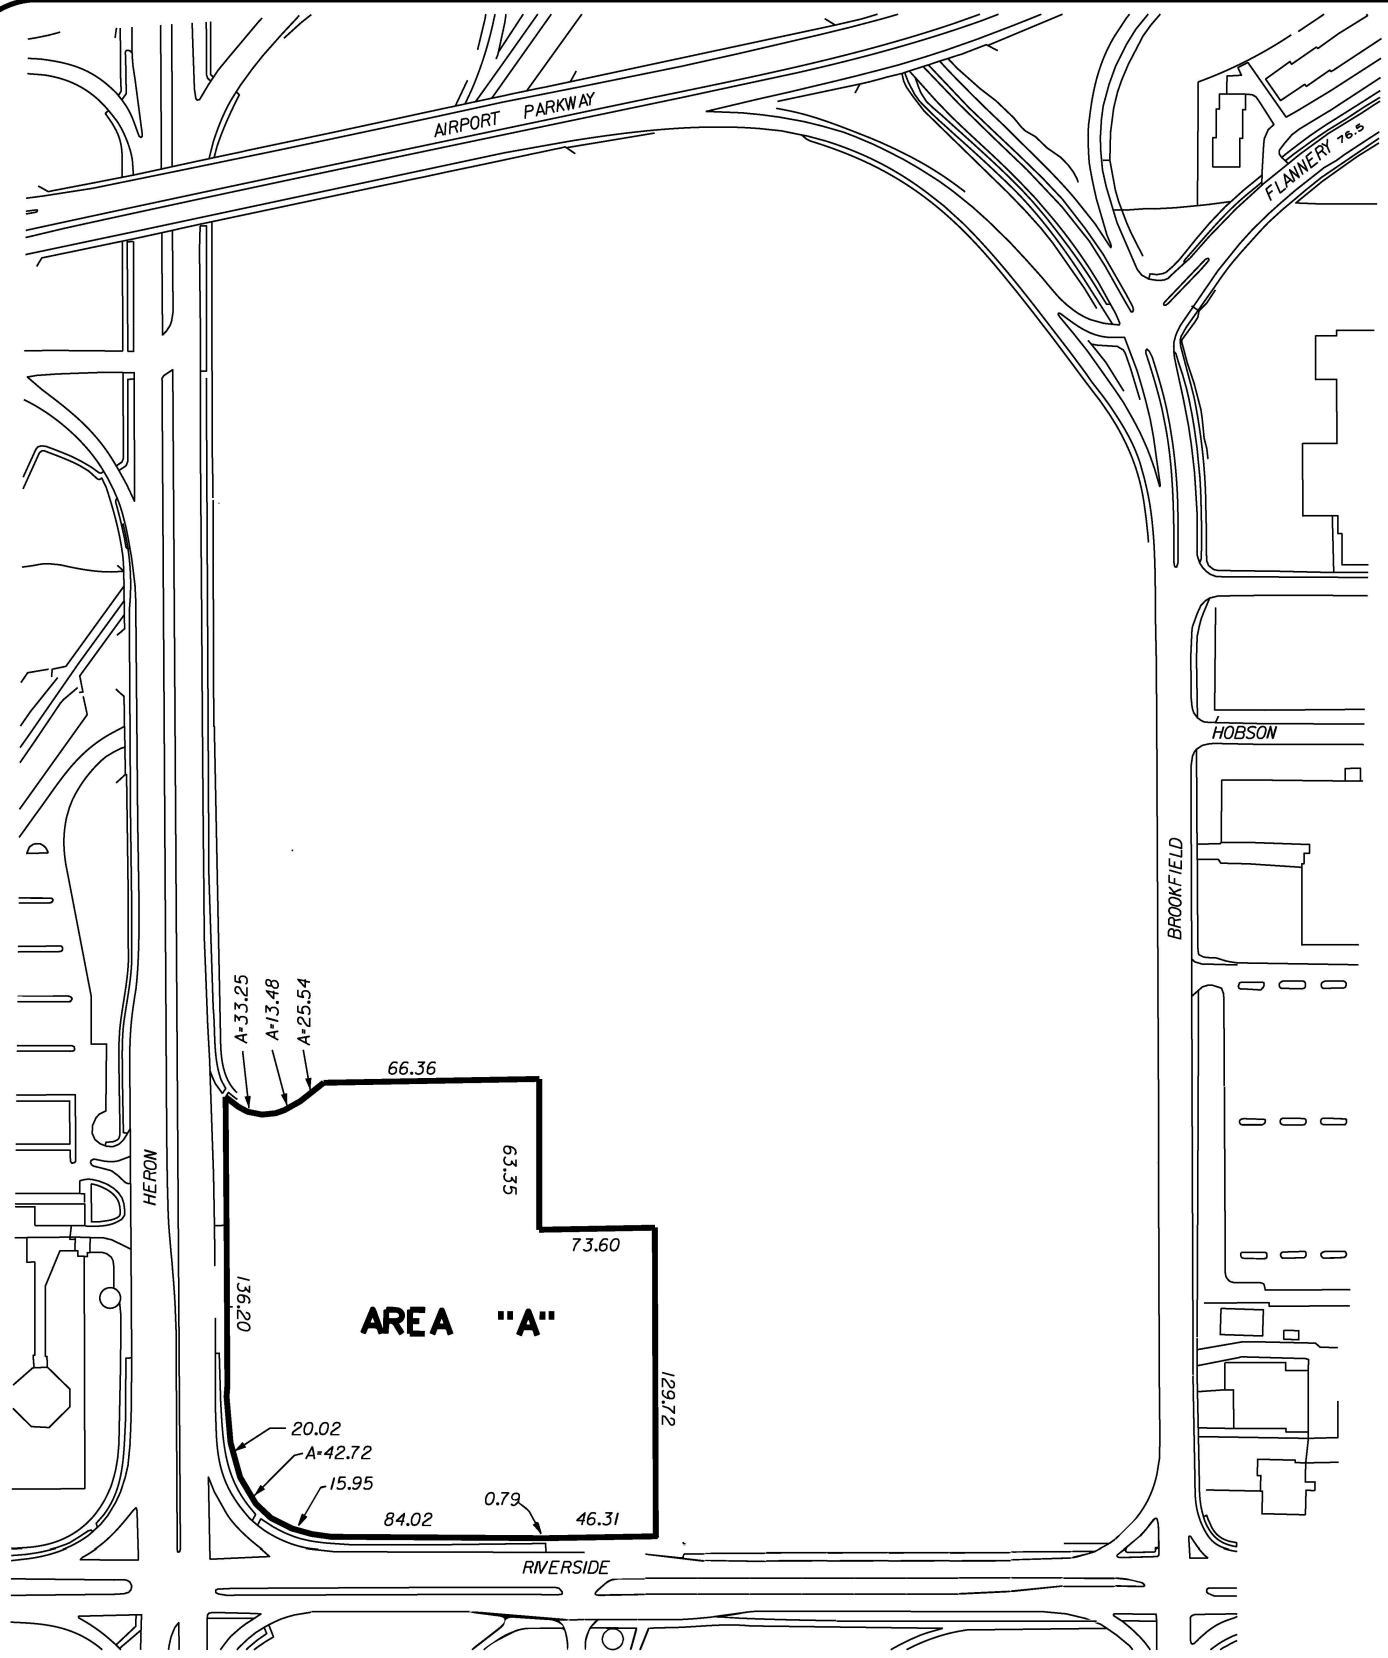 AIRPORT PARKWAY
FLANNERY 76.5
HOBSON
BROOKFIELD
A=33.25
A=13.48
A=25.54
66.36
63.35
HERON
73.60
136.20
AREA "A"
129.72
20.02
A=42.72
15.95
84.02
0.79
46.31
RIVERSIDE